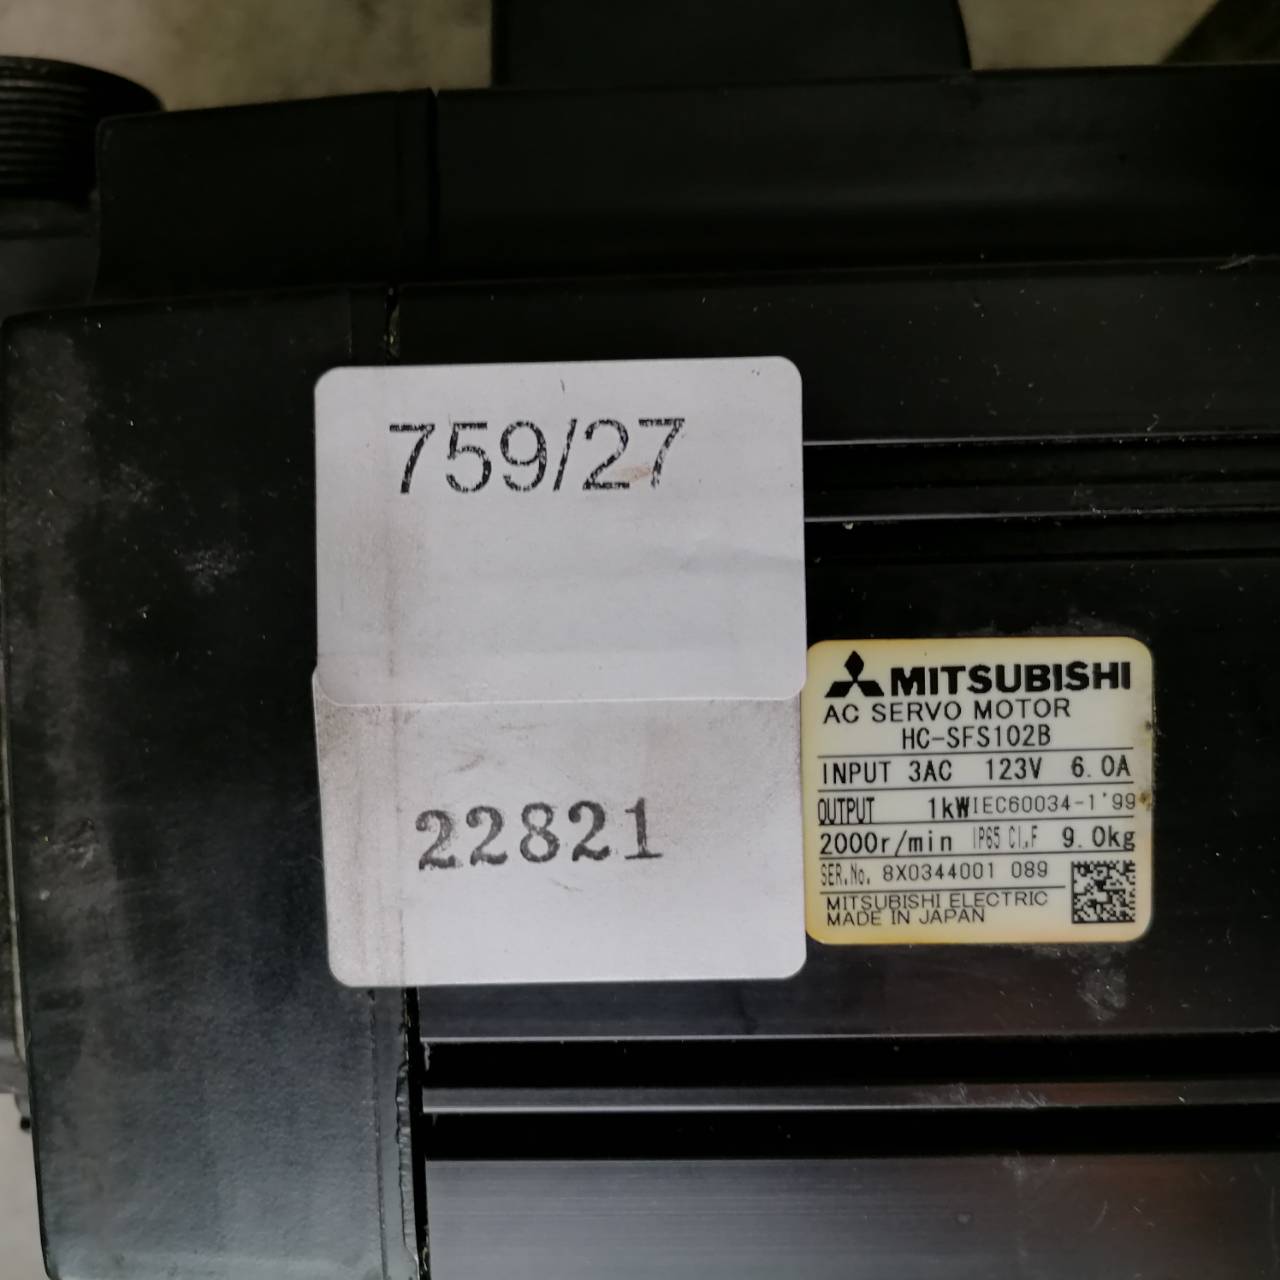 759/27
22821
MITSUBISHI
AC SERVO MOTOR
HC-SFS102B
INPUT 3AC 123V 6.0A
OUTPUT 1kW IEC60034-1'99
2000r/min IP65 CI.F 9.0kg
SER.No. 8X0344001 089
MITSUBISHI ELECTRIC
MADE IN JAPAN